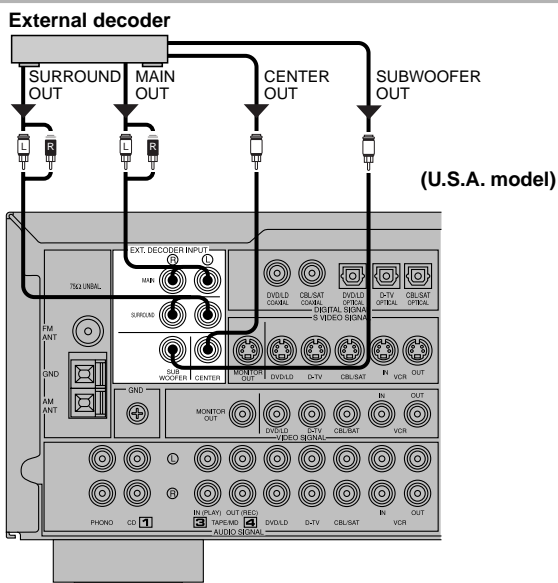 External decoder
SURROUND OUT
MAIN OUT
CENTER OUT
SUBWOOFER OUT
L
R
L
R
(U.S.A. model)
EXT. DECODER INPUT
R
L
MAIN
SURROUND
SUB WOOFER
CENTER
75Ω UNBAL.
FM ANT
GND
AM ANT
GND
DVD/LD COAXIAL
CBL/SAT COAXIAL
DVD/LD OPTICAL
D-TV OPTICAL
CBL/SAT OPTICAL
DIGITAL SIGNAL
S VIDEO SIGNAL
MONITOR OUT
DVD/LD
D-TV
CBL/SAT
IN
VCR
OUT
MONITOR OUT
IN
OUT
DVD/LD
D-TV
CBL/BAT
VCR
VIDEO SIGNAL
L
R
PHONO
CD
1
IN (PLAY)
OUT (REC)
3
TAPE/MD
4
DVD/LD
D-TV
CBL/SAT
IN
VCR
OUT
AUDIO SIGNAL